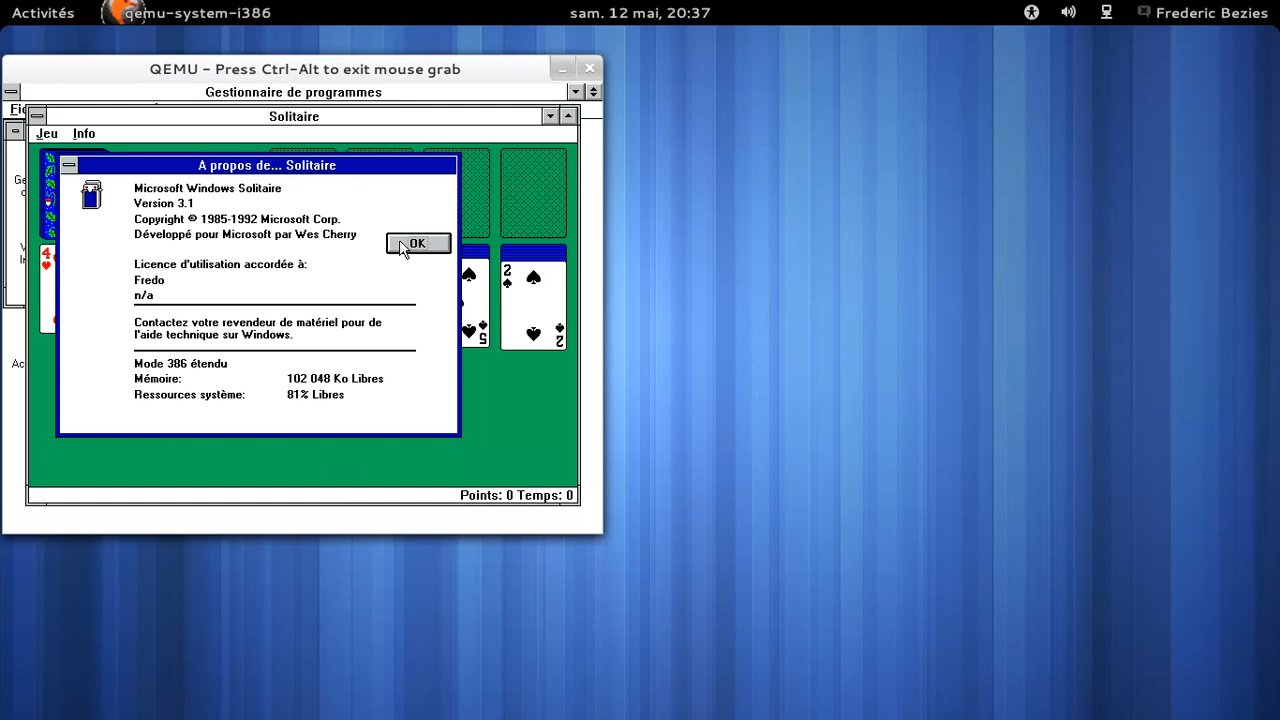 Activités qemu-system-i386 sam. 12 mai, 20:37 Frederic Bezies
QEMU - Press Ctrl-Alt to exit mouse grab
Gestionnaire de programmes
Solitaire
Jeu Info
A propos de... Solitaire
Microsoft Windows Solitaire
Version 3.1
Copyright © 1985-1992 Microsoft Corp.
Développé pour Microsoft par Wes Cherry
OK
Licence d'utilisation accordée à:
Fredo
n/a
Contactez votre revendeur de matériel pour de
l'aide technique sur Windows.
Mode 386 étendu
Mémoire: 102 048 Ko Libres
Ressources système: 81% Libres
4
5
2
2
Points: 0 Temps: 0